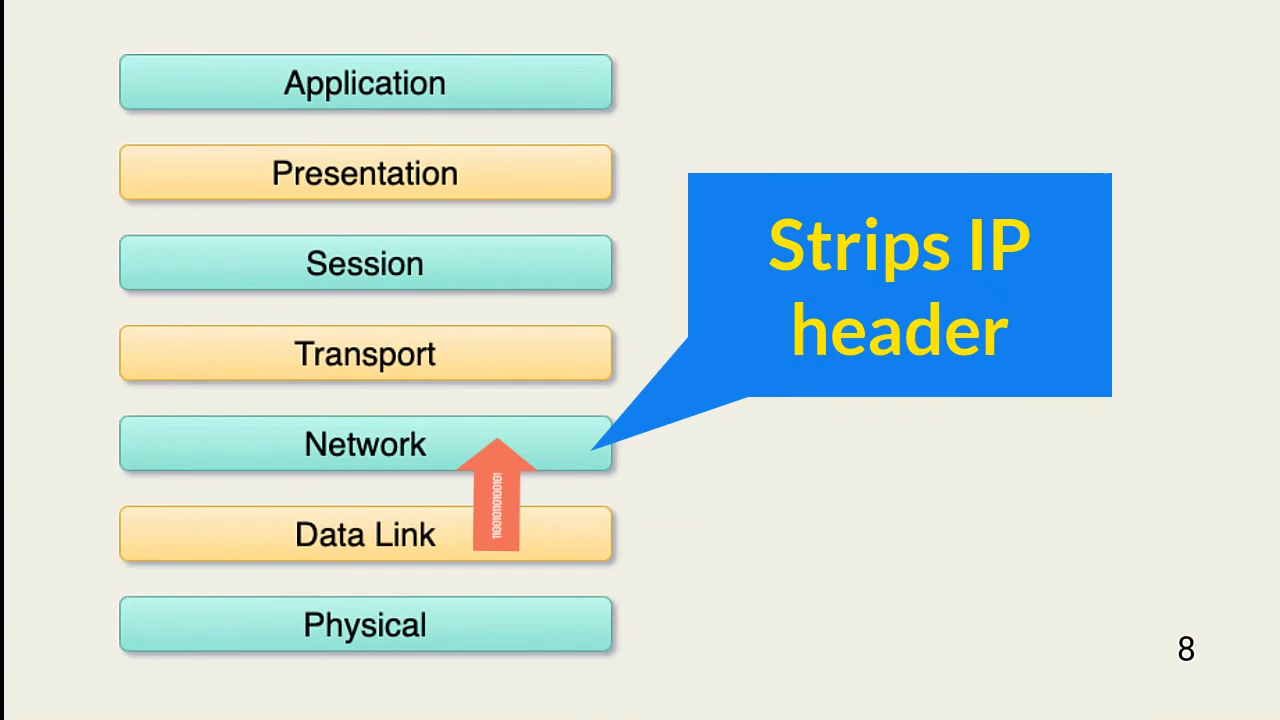 Application
Presentation
Session
Transport
Network
Data Link
Physical
Strips IP
header
8